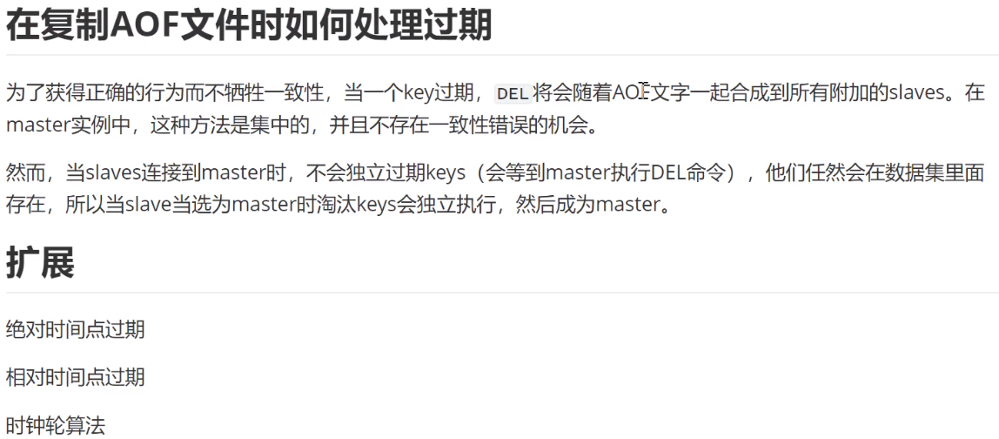 在复制AOF文件时如何处理过期
为了获得正确的行为而不牺牲一致性，当一个key过期，DEL将会随着AOF文字一起合成到所有附加的slaves。在
master实例中，这种方法是集中的，并且不存在一致性错误的机会。
然而，当slaves连接到master时，不会独立过期keys（会等到master执行DEL命令），他们任然会在数据集里面
存在，所以当slave当选为master时淘汰keys会独立执行，然后成为master。
扩展
绝对时间点过期
相对时间点过期
时钟轮算法